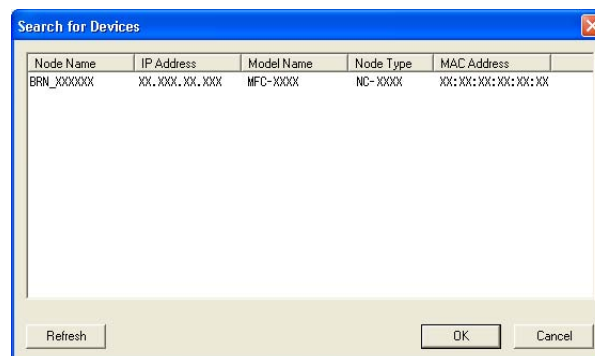 Search for Devices
Node Name IP Address Model Name Node Type MAC Address
BRN_XXXXXX XX.XXX.XX.XXX MFC-XXXX NC-XXXX XX:XX:XX:XX:XX:XX
Refresh OK Cancel